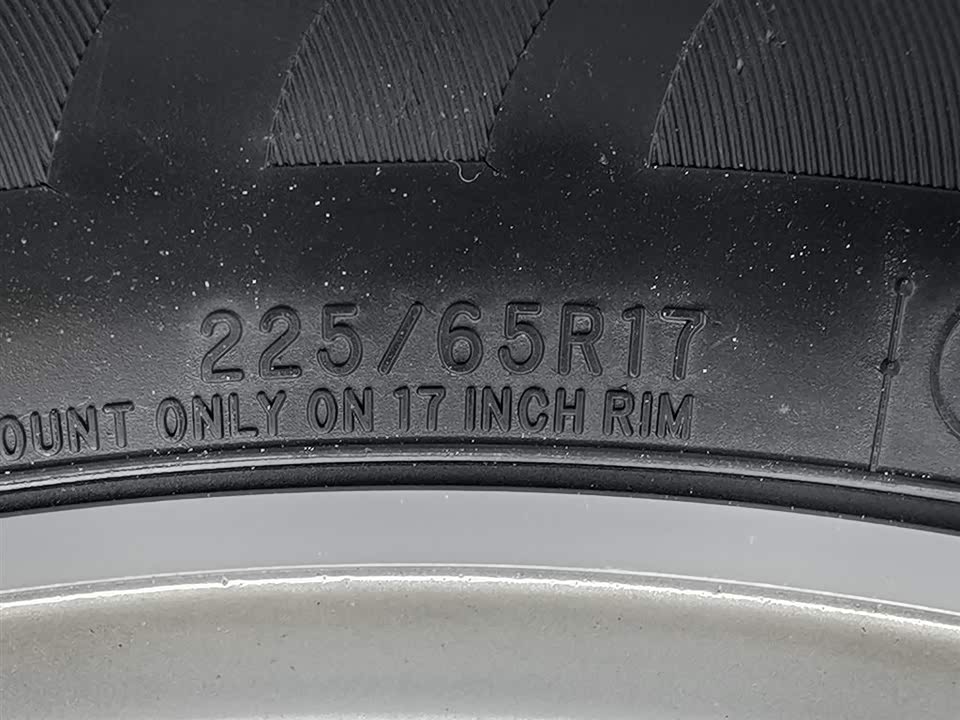 225/65R17
OUNT ONLY ON 17 INCH RIM